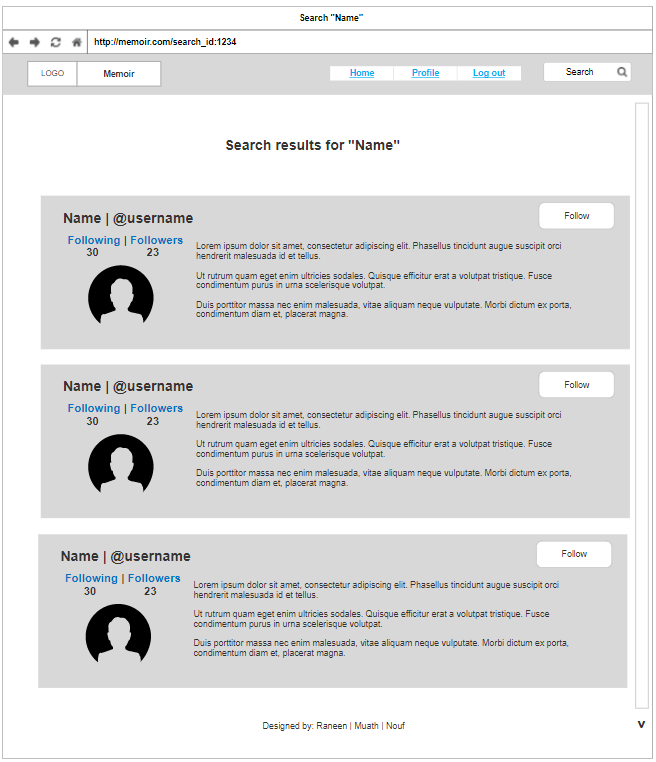 Search "Name"
http://memoir.com/search_id:1234
LOGO Memoir Home Profile Log out Search
Search results for "Name"
Name | @username Follow
Following | Followers
30 23
Lorem ipsum dolor sit amet, consectetur adipiscing elit. Phasellus tincidunt augue suscipit orci
hendrerit malesuada id et tellus.
Ut rutrum quam eget enim ultricies sodales. Quisque efficitur erat a volutpat tristique. Fusce
condimentum purus in urna scelerisque volutpat.
Duis porttitor massa nec enim malesuada, vitae aliquam neque vulputate. Morbi dictum ex porta,
condimentum diam et, placerat magna.
Name | @username Follow
Following | Followers
30 23
Lorem ipsum dolor sit amet, consectetur adipiscing elit. Phasellus tincidunt augue suscipit orci
hendrerit malesuada id et tellus.
Ut rutrum quam eget enim ultricies sodales. Quisque efficitur erat a volutpat tristique. Fusce
condimentum purus in urna scelerisque volutpat.
Duis porttitor massa nec enim malesuada, vitae aliquam neque vulputate. Morbi dictum ex porta,
condimentum diam et, placerat magna.
Name | @username Follow
Following | Followers
30 23
Lorem ipsum dolor sit amet, consectetur adipiscing elit. Phasellus tincidunt augue suscipit orci
hendrerit malesuada id et tellus.
Ut rutrum quam eget enim ultricies sodales. Quisque efficitur erat a volutpat tristique. Fusce
condimentum purus in urna scelerisque volutpat.
Duis porttitor massa nec enim malesuada, vitae aliquam neque vulputate. Morbi dictum ex porta,
condimentum diam et, placerat magna.
Designed by: Raneen | Muath | Nouf v